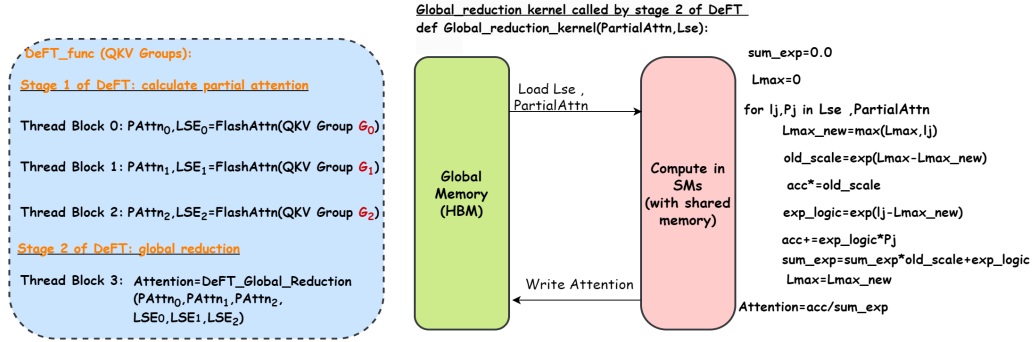 DeFT_func (QKV Groups):
Stage 1 of DeFT: calculate partial attention
Thread Block 0: PAttn0,LSE0=FlashAttn(QKV Group G0)
Thread Block 1: PAttn1,LSE1=FlashAttn(QKV Group G1)
Thread Block 2: PAttn2,LSE2=FlashAttn(QKV Group G2)
Stage 2 of DeFT: global reduction
Thread Block 3: Attention=DeFT_Global_Reduction
(PAttn0,PAttn1,PAttn2,
LSE0,LSE1,LSE2)
Global_reduction kernel called by stage 2 of DeFT
def Global_reduction_kernel(PartialAttn,Lse):
Global
Memory
(HBM)
Load Lse ,
PartialAttn
Write Attention
Compute in
SMs
(with shared
memory)
sum_exp=0.0
Lmax=0
for lj,Pj in Lse ,PartialAttn
Lmax_new=max(Lmax,lj)
old_scale=exp(Lmax-Lmax_new)
acc*=old_scale
exp_logic=exp(lj-Lmax_new)
acc+=exp_logic*Pj
sum_exp=sum_exp*old_scale+exp_logic
Lmax=Lmax_new
Attention=acc/sum_exp